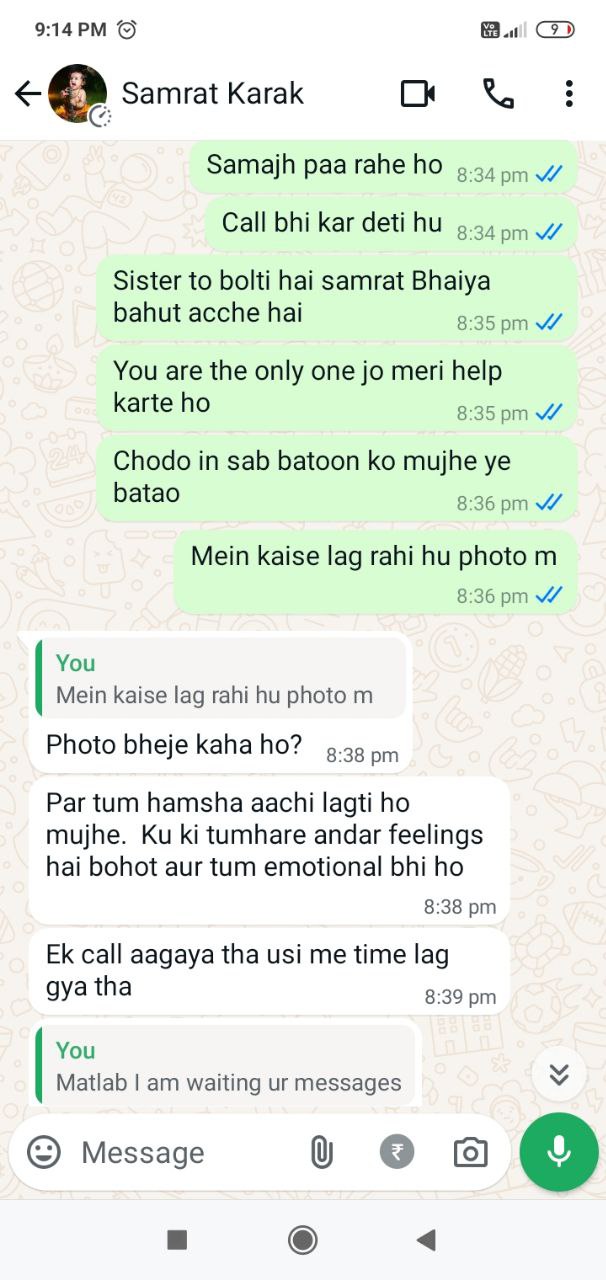 9:14 PM
Vo LTE
9
Samrat Karak
Samajh paa rahe ho
8:34 pm
Call bhi kar deti hu
8:34 pm
Sister to bolti hai samrat Bhaiya
bahut acche hai
8:35 pm
You are the only one jo meri help
karte ho
8:35 pm
Chodo in sab batoon ko mujhe ye
batao
8:36 pm
Mein kaise lag rahi hu photo m
8:36 pm
You
Mein kaise lag rahi hu photo m
Photo bheje kaha ho?
8:38 pm
Par tum hamsha aachi lagti ho
mujhe.  Ku ki tumhare andar feelings
hai bohot aur tum emotional bhi ho
8:38 pm
Ek call aagaya tha usi me time lag
gya tha
8:39 pm
You
Matlab I am waiting ur messages
Message
₹